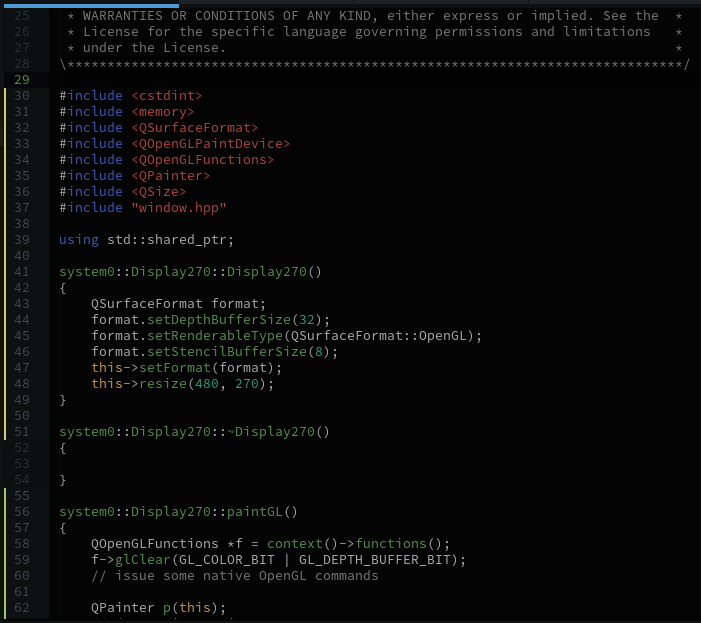 25 * WARRANTIES OR CONDITIONS OF ANY KIND, either express or implied. See the *
26 * License for the specific language governing permissions and limitations *
27 * under the License. *
28 \*****************************************************************************/
29
30 #include <cstdint>
31 #include <memory>
32 #include <QSurfaceFormat>
33 #include <QOpenGLPaintDevice>
34 #include <QOpenGLFunctions>
35 #include <QPainter>
36 #include <QSize>
37 #include "window.hpp"
38
39 using std::shared_ptr;
40
41 system0::Display270::Display270()
42 {
43     QSurfaceFormat format;
44     format.setDepthBufferSize(32);
45     format.setRenderableType(QSurfaceFormat::OpenGL);
46     format.setStencilBufferSize(8);
47     this->setFormat(format);
48     this->resize(480, 270);
49 }
50
51 system0::Display270::~Display270()
52 {
53
54 }
55
56 system0::Display270::paintGL()
57 {
58     QOpenGLFunctions *f = context()->functions();
59     f->glClear(GL_COLOR_BIT | GL_DEPTH_BUFFER_BIT);
60     // issue some native OpenGL commands
61
62     QPainter p(this);